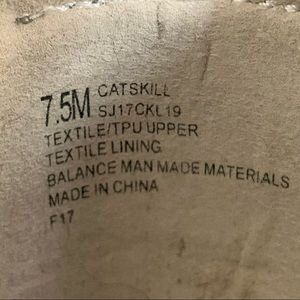 7.5M CATSKILL
SJ17CKL19
TEXTILE/TPU UPPER
TEXTILE LINING
BALANCE MAN MADE MATERIALS
MADE IN CHINA
F17